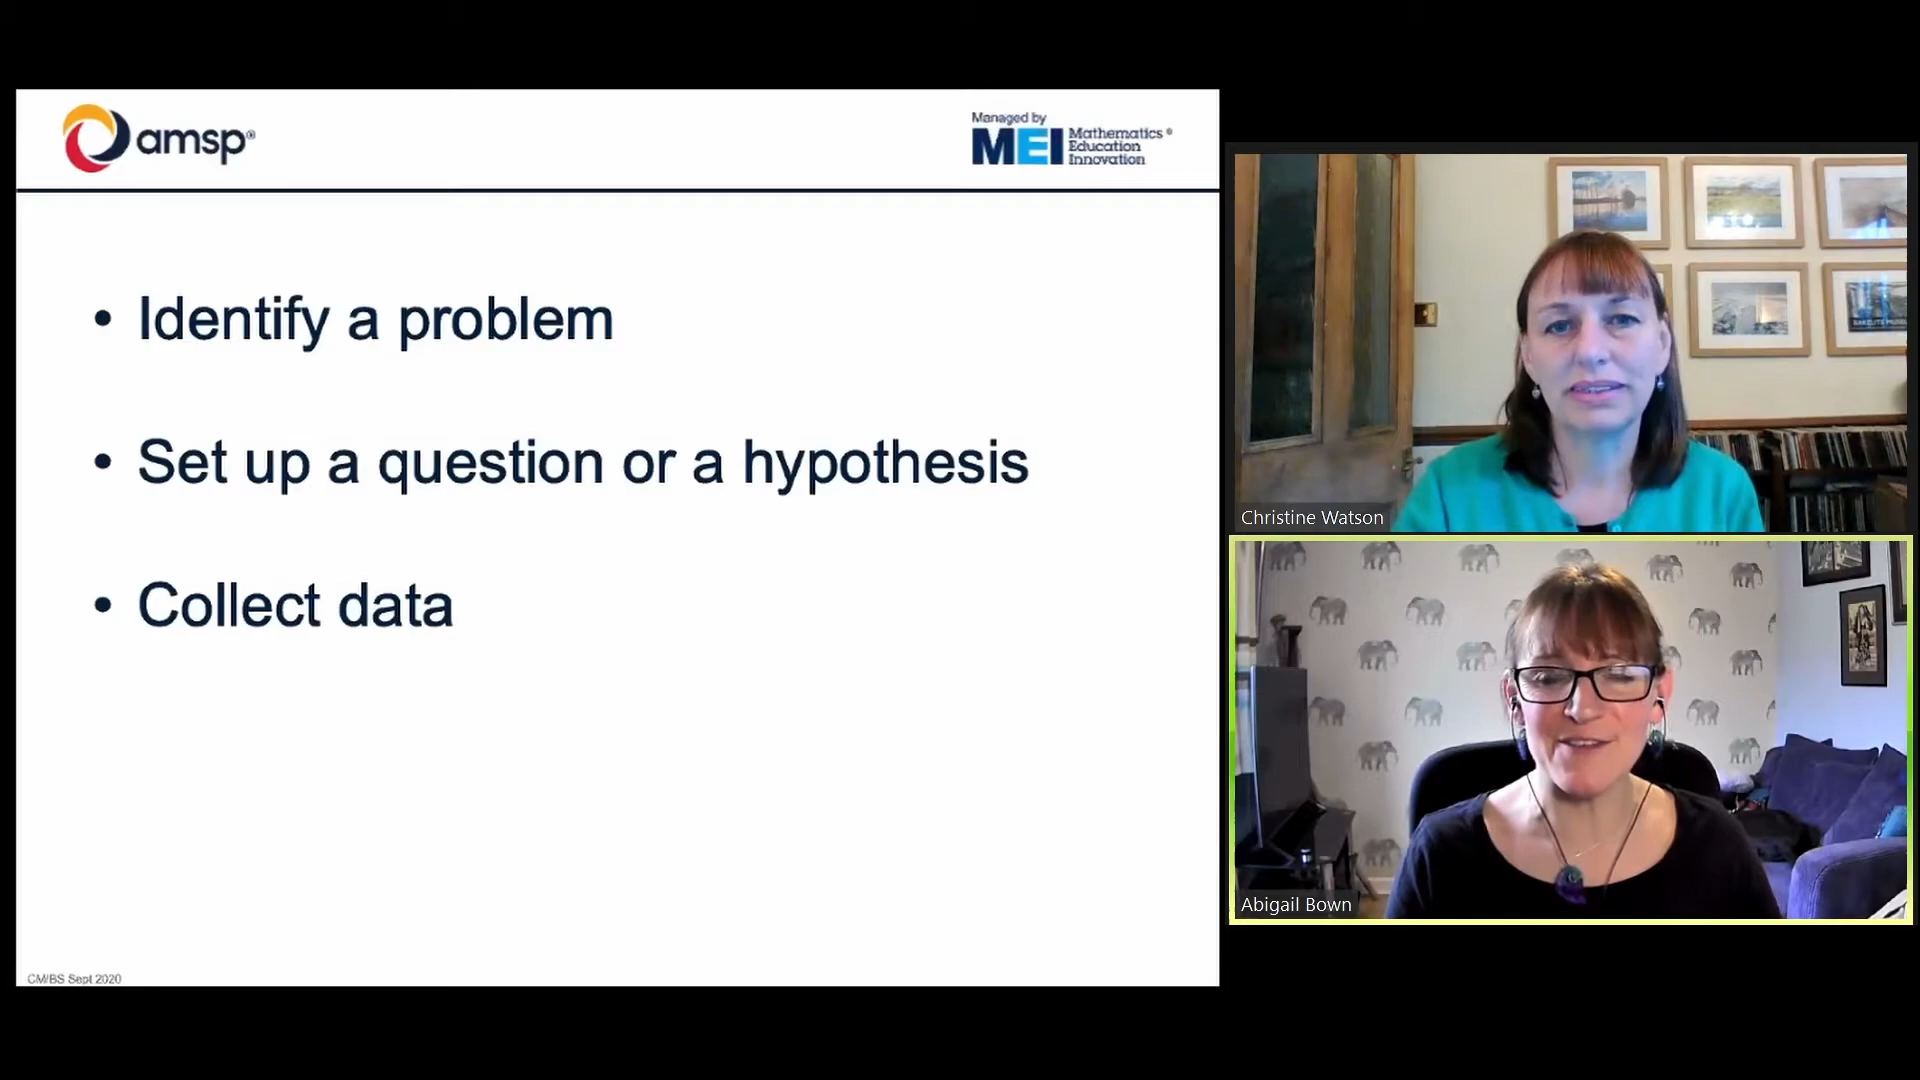 amsp®
Managed by
MEI Mathematics ®
Education
Innovation
• Identify a problem
• Set up a question or a hypothesis
• Collect data
CM/BS Sept 2020
Christine Watson
Abigail Bown